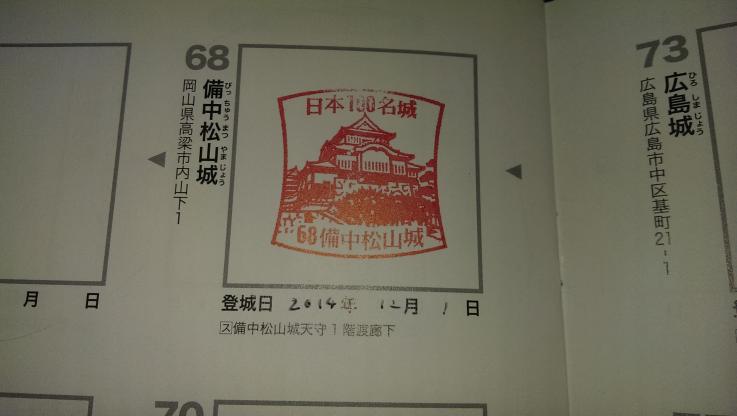 68
備中松山城
びっちゅうまつやまじょう
岡山県高梁市内山下1
日本100名城
68備中松山城
登城日 2014年 12月 1日
ス備中松山城天守1階渡廊下
月 日
70
73
広島城
ひろしまじょう
広島県広島市中区基町21-1
登